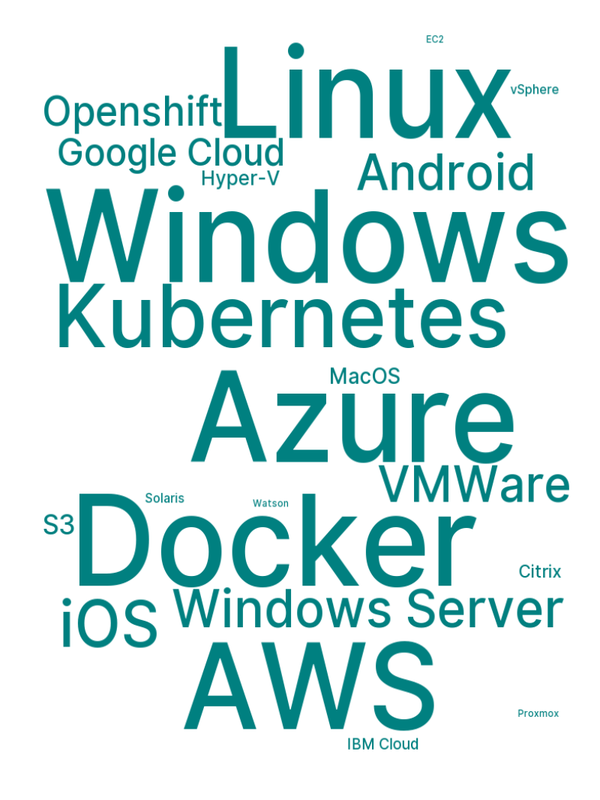 EC2
Linux
vSphere
Openshift
Google Cloud
Android
Hyper-V
Windows
Kubernetes
MacOS
Azure
VMWare
Solaris
Watson
S3
Docker
Citrix
iOS
Windows Server
AWS
Proxmox
IBM Cloud